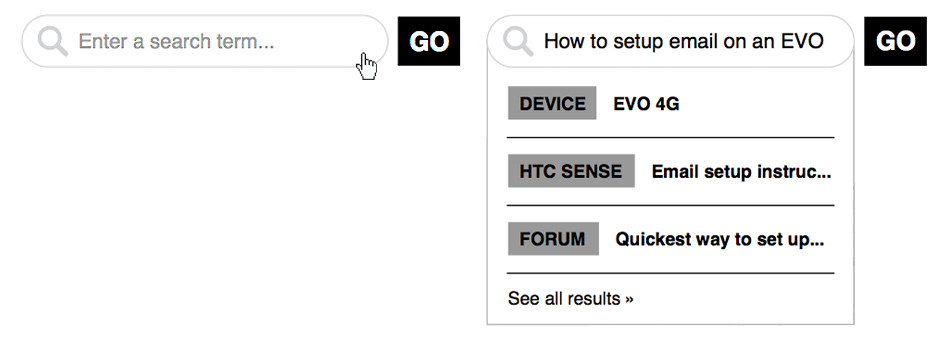 Enter a search term...
GO
How to setup email on an EVO
GO
DEVICE EVO 4G
HTC SENSE Email setup instruc...
FORUM Quickest way to set up...
See all results »